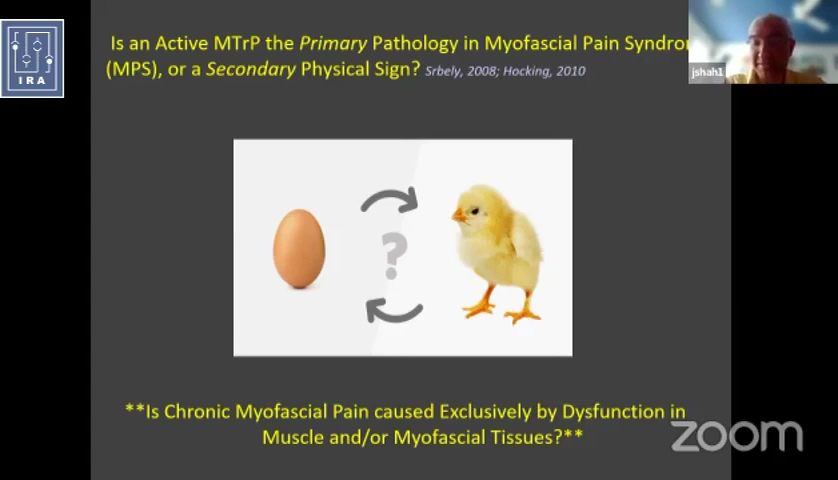 Is an Active MTrP the Primary Pathology in Myofascial Pain
(MPS), or a Secondary Physical Sign? Srbely, 2008; Hocking, 2010
IRA
jshah1
?
**Is Chronic Myofascial Pain caused Exclusively by Dysfunction in
Muscle and/or Myofascial Tissues?**
zoom